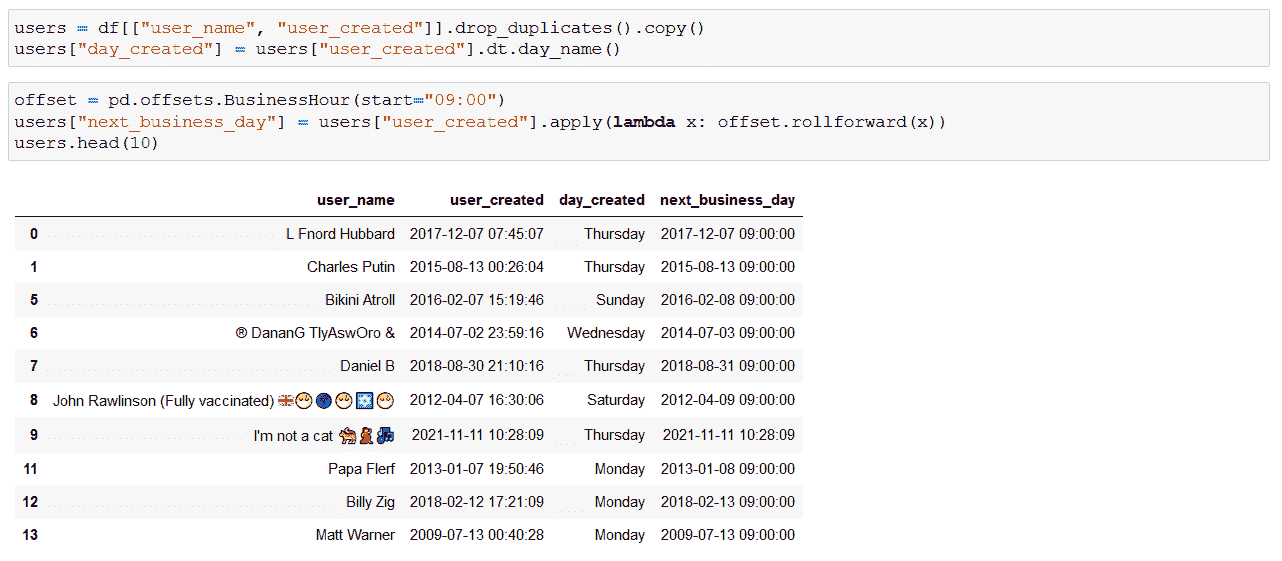 users = df[["user_name", "user_created"]].drop_duplicates().copy()
users["day_created"] = users["user_created"].dt.day_name()
offset = pd.offsets.BusinessHour(start="09:00")
users["next_business_day"] = users["user_created"].apply(lambda x: offset.rollforward(x))
users.head(10)
user_name user_created day_created next_business_day
0 L Fnord Hubbard 2017-12-07 07:45:07 Thursday 2017-12-07 09:00:00
1 Charles Putin 2015-08-13 00:26:04 Thursday 2015-08-13 09:00:00
5 Bikini Atroll 2016-02-07 15:19:46 Sunday 2016-02-08 09:00:00
6 ® DananG TlyAswOro & 2014-07-02 23:59:16 Wednesday 2014-07-03 09:00:00
7 Daniel B 2018-08-30 21:10:16 Thursday 2018-08-31 09:00:00
8 John Rawlinson (Fully vaccinated) 2012-04-07 16:30:06 Saturday 2012-04-09 09:00:00
9 I'm not a cat 2021-11-11 10:28:09 Thursday 2021-11-11 10:28:09
11 Papa Flerf 2013-01-07 19:50:46 Monday 2013-01-08 09:00:00
12 Billy Zig 2018-02-12 17:21:09 Monday 2018-02-13 09:00:00
13 Matt Warner 2009-07-13 00:40:28 Monday 2009-07-13 09:00:00